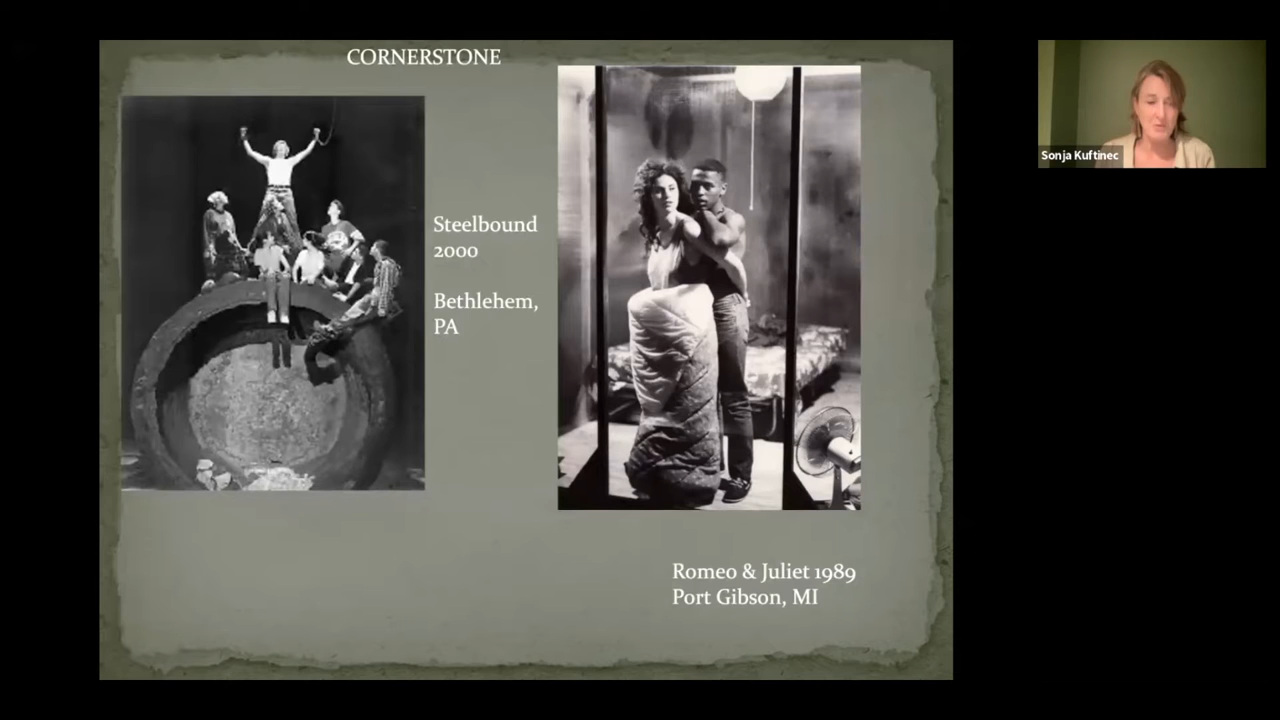 CORNERSTONE
Steelbound
2000
Bethlehem,
PA
Romeo & Juliet 1989
Port Gibson, MI
Sonja Kuftinec